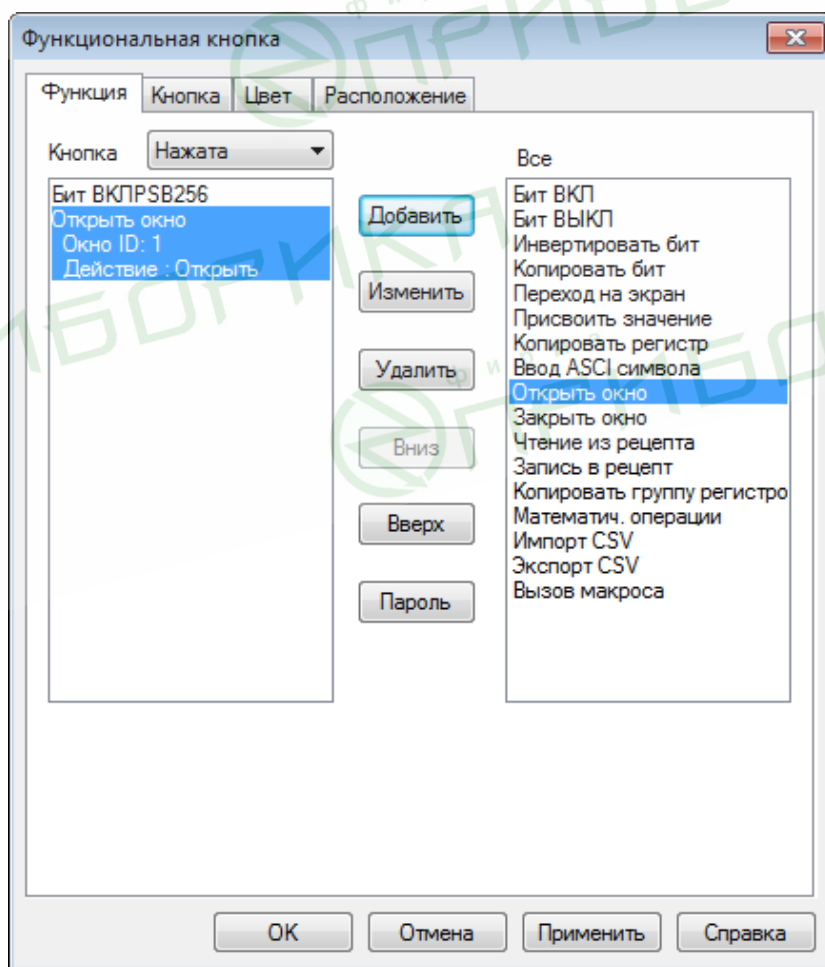 Функциональная кнопка
Функция
Кнопка
Цвет
Расположение
Кнопка
Нажата
Все
Бит ВКЛPSB256
Открыть окно
Окно ID: 1
Действие : Открыть
Добавить
Изменить
Удалить
Вниз
Вверх
Пароль
Бит ВКЛ
Бит ВЫКЛ
Инвертировать бит
Копировать бит
Переход на экран
Присвоить значение
Копировать регистр
Ввод ASCI символа
Открыть окно
Закрыть окно
Чтение из рецепта
Запись в рецепт
Копировать группу регистро
Математич. операции
Импорт CSV
Экспорт CSV
Вызов макроса
OK
Отмена
Применить
Справка